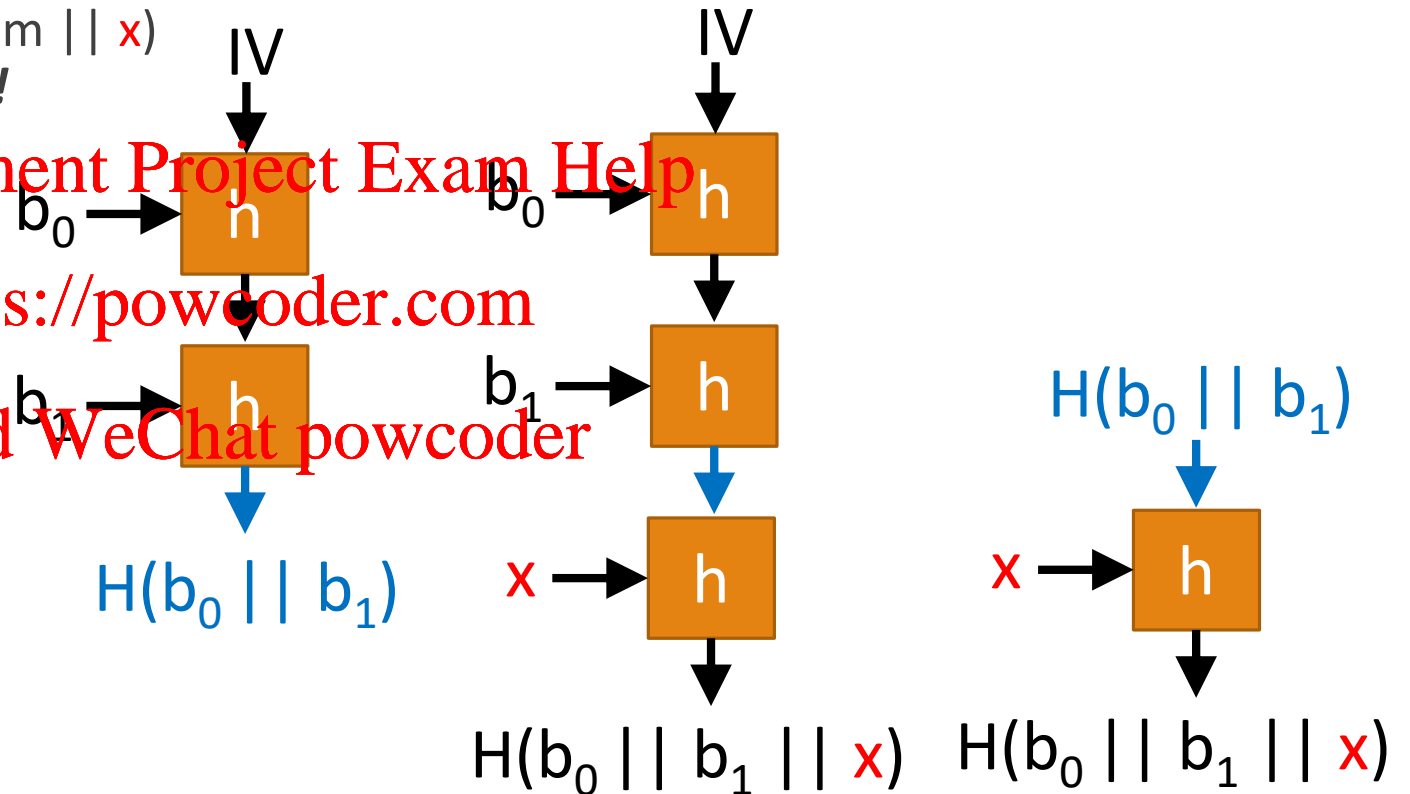 m || x)
!
IV
IV
nent Project Exam Help
h
h
b0
b0
s://powcoder.com
h
h
b1
b1
d WeChat powcoder
H(b0 || b1)
H(b0 || b1)
x
h
x
h
H(b0 || b1 || x)
H(b0 || b1 || x)